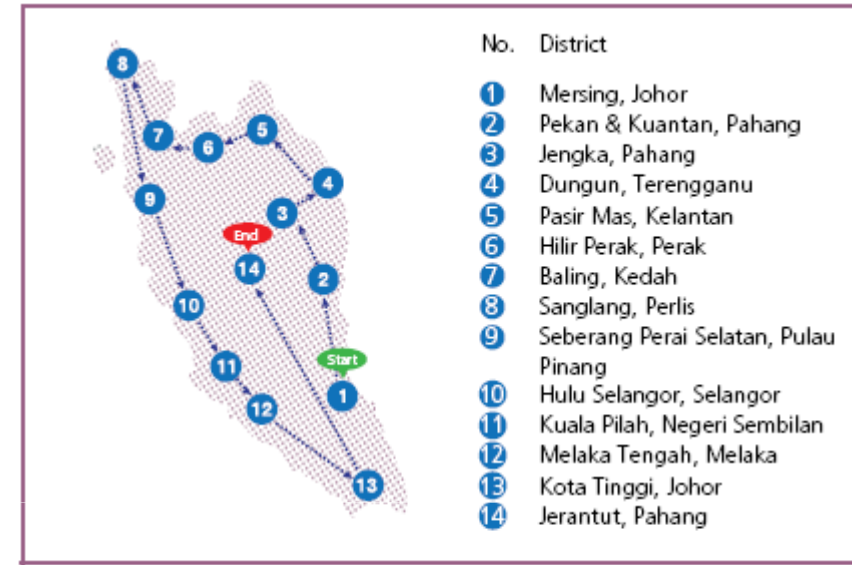 No. District
1 Mersing, Johor
2 Pekan & Kuantan, Pahang
3 Jengka, Pahang
4 Dungun, Terengganu
5 Pasir Mas, Kelantan
6 Hilir Perak, Perak
7 Baling, Kedah
8 Sanglang, Perlis
9 Seberang Perai Selatan, Pulau
Pinang
10 Hulu Selangor, Selangor
11 Kuala Pilah, Negeri Sembilan
12 Melaka Tengah, Melaka
13 Kota Tinggi, Johor
14 Jerantut, Pahang
8
7
6
5
4
9
3
End
14
2
10
Start
11
1
12
13